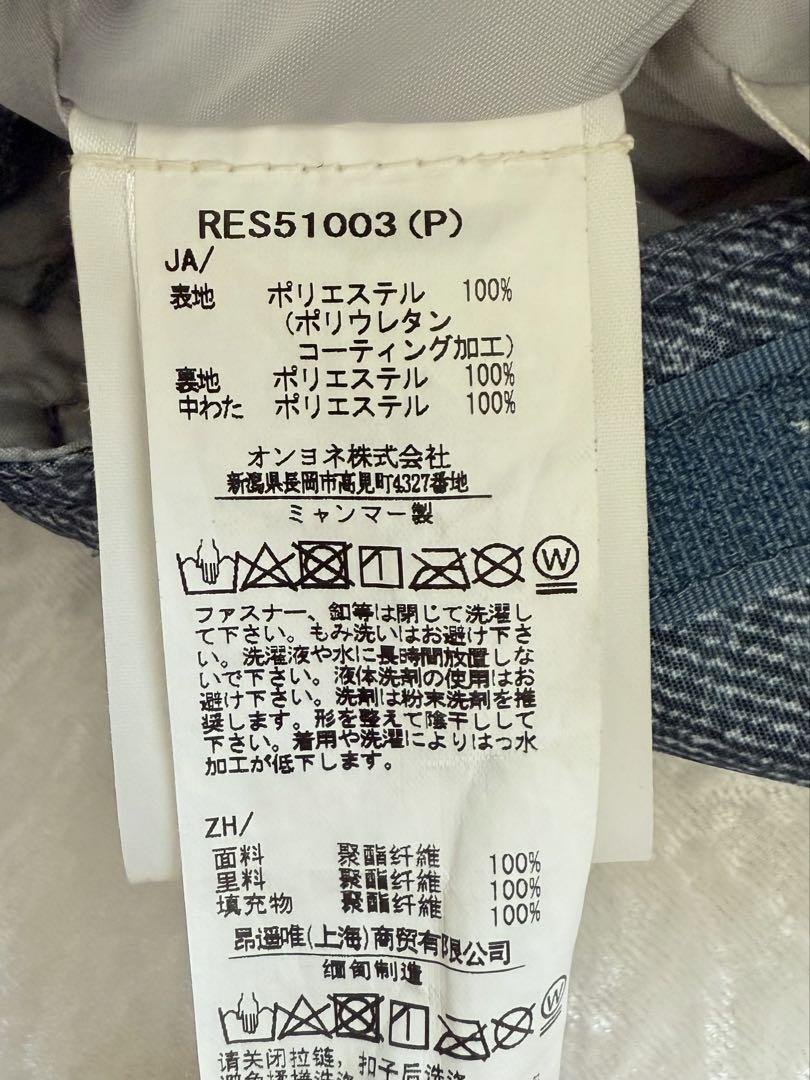 RES51003(P)
JA/
表地 ポリエステル 100%
(ポリウレタン
コーティング加工)
裏地 ポリエステル 100%
中わた ポリエステル 100%
オンヨネ株式会社
新潟県長岡市高見町4327番地
ミャンマー製
W
ファスナー、釦等は閉じて洗濯し
て下さい。もみ洗いはお避け下さ
い。洗濯液や水に長時間放置しな
いで下さい。液体洗剤の使用はお
避け下さい。洗剤は粉末洗剤を推
奨します。形を整えて陰干しして
下さい。着用や洗濯によりはっ水
加工が低下します。
ZH/
面料 聚酯纤維 100%
里料 聚酯纤維 100%
填充物 聚酯纤維 100%
昂遥唯(上海)商贸有限公司
缅甸制造
W
请关闭拉链，扣子后洗涤